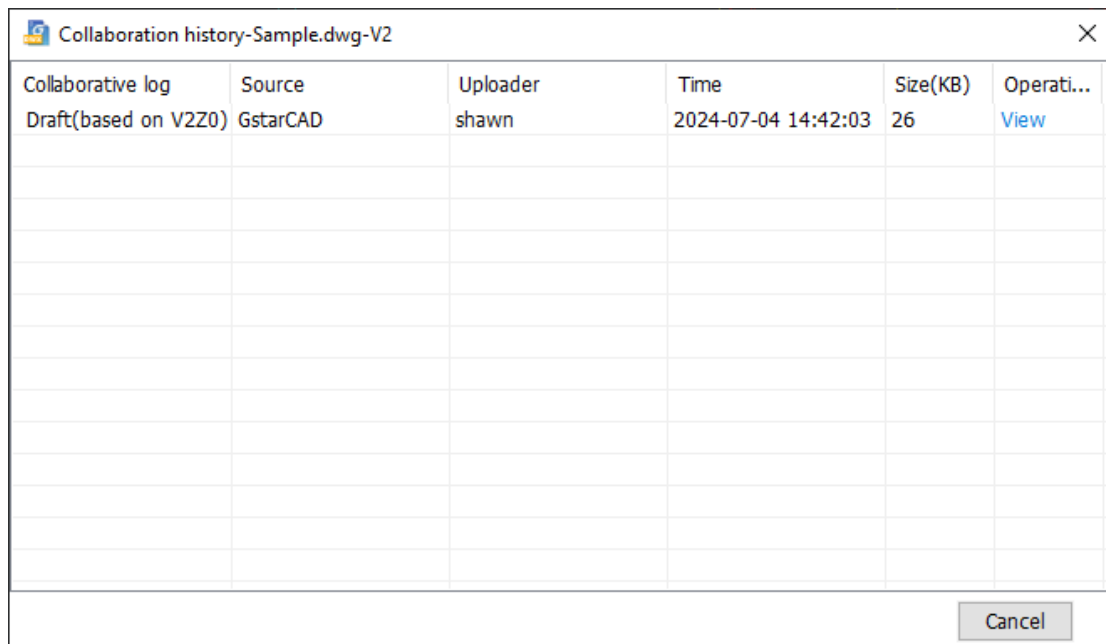 Collaboration history-Sample.dwg-V2
Collaborative log Source Uploader Time Size(KB) Operati...
Draft(based on V2Z0) GstarCAD shawn 2024-07-04 14:42:03 26 View
Cancel